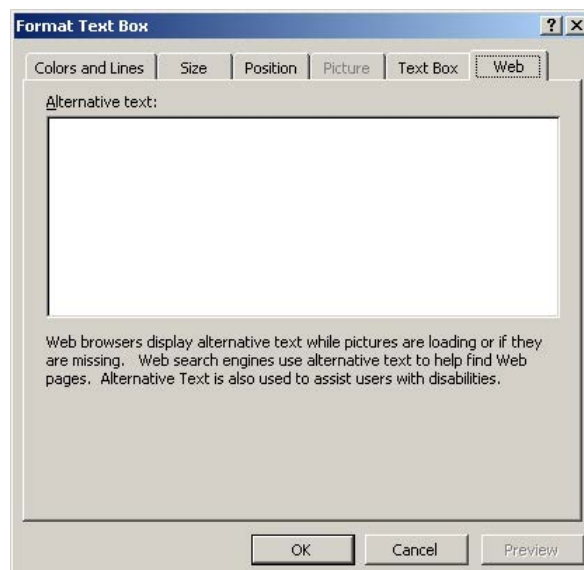 Format Text Box
? X
Colors and Lines Size Position Picture Text Box Web
Alternative text:
Web browsers display alternative text while pictures are loading or if they
are missing. Web search engines use alternative text to help find Web
pages. Alternative Text is also used to assist users with disabilities.
OK Cancel Preview